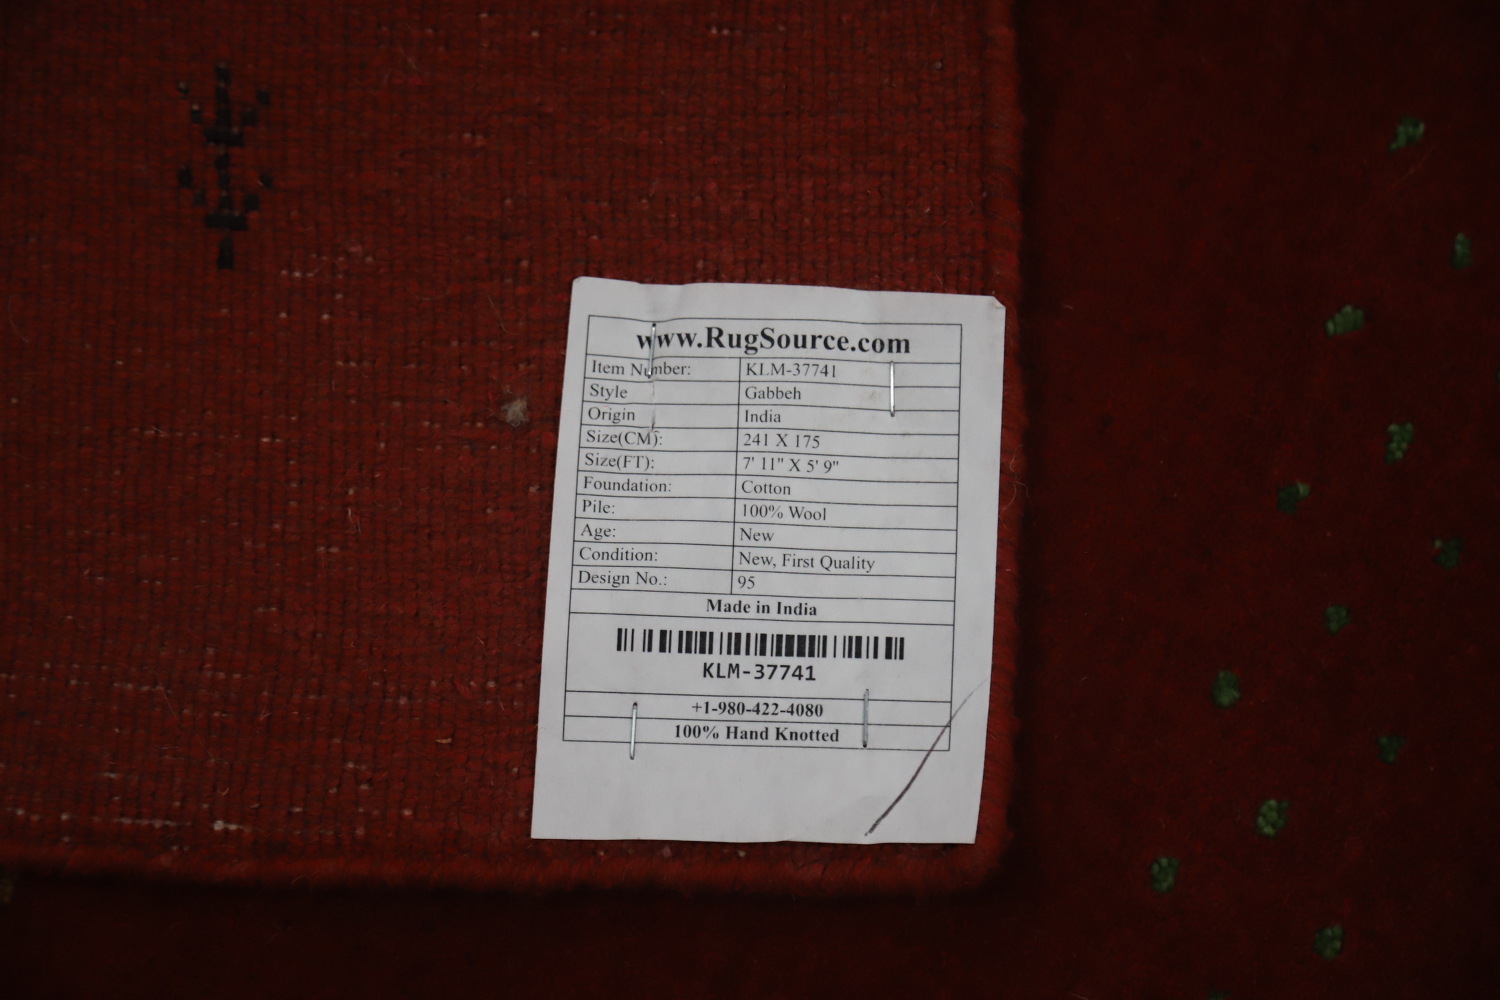 www.RugSource.com
Item Number: KLM-37741
Style Gabbeh
Origin India
Size(CM): 241 X 175
Size(FT): 7' 11" X 5' 9"
Foundation: Cotton
Pile: 100% Wool
Age: New
Condition: New, First Quality
Design No.: 95
Made in India
KLM-37741
+1-980-422-4080
100% Hand Knotted